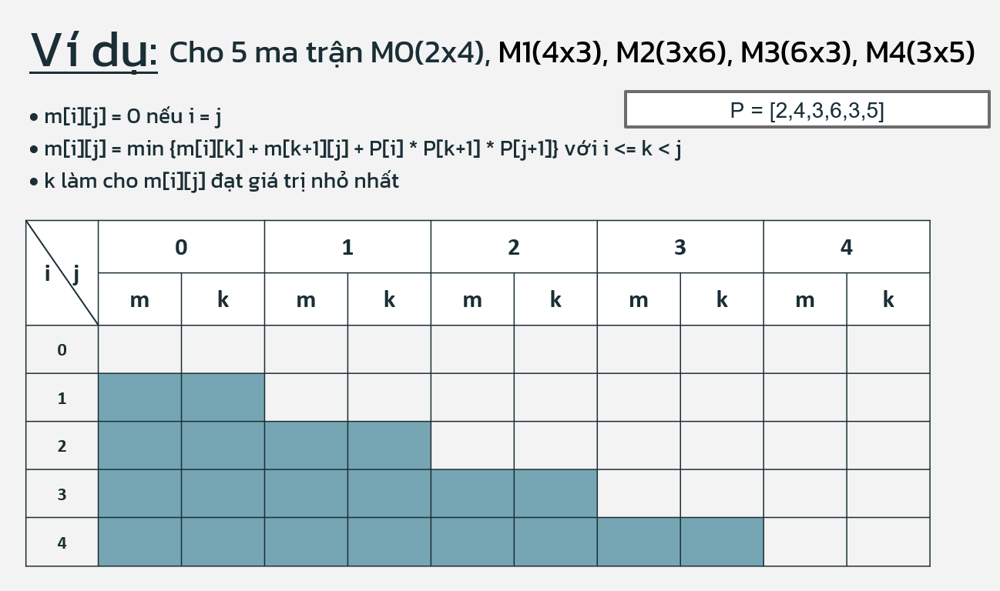 Ví dụ: Cho 5 ma trận M0(2x4), M1(4x3), M2(3x6), M3(6x3), M4(3x5)
P = [2,4,3,6,3,5]
• m[i][j] = 0 nếu i = j
• m[i][j] = min {m[i][k] + m[k+1][j] + P[i] * P[k+1] * P[j+1]} với i <= k < j
• k làm cho m[i][j] đạt giá trị nhỏ nhất
i j 0 1 2 3 4
m k m k m k m k m k
0
1
2
3
4